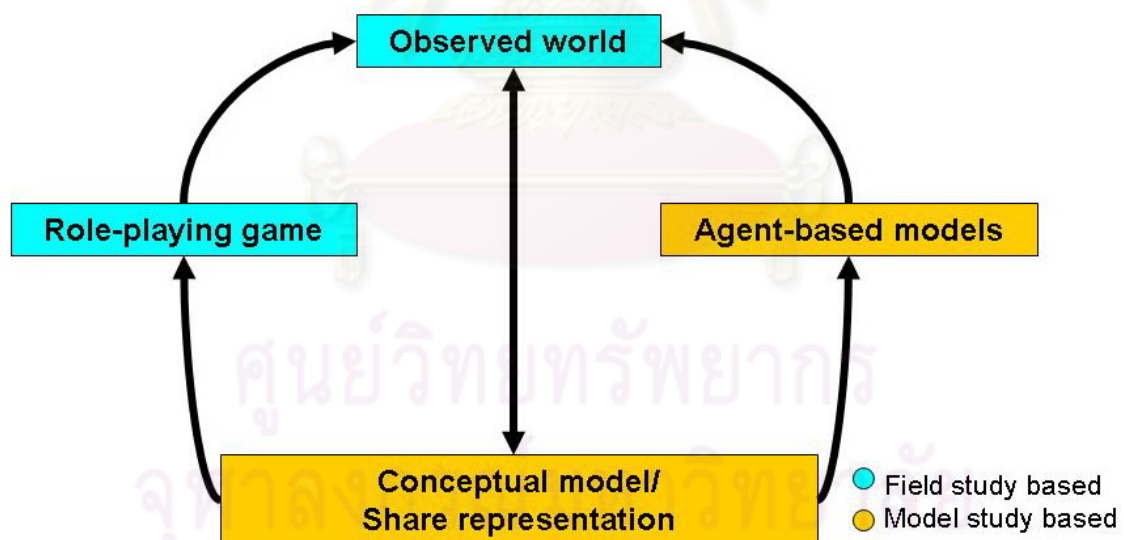 Observed world
Role-playing game
Agent-based models
ศูนย์วิทยทรัพยากร
Conceptual model/
Share representation
Field study based
Model study based